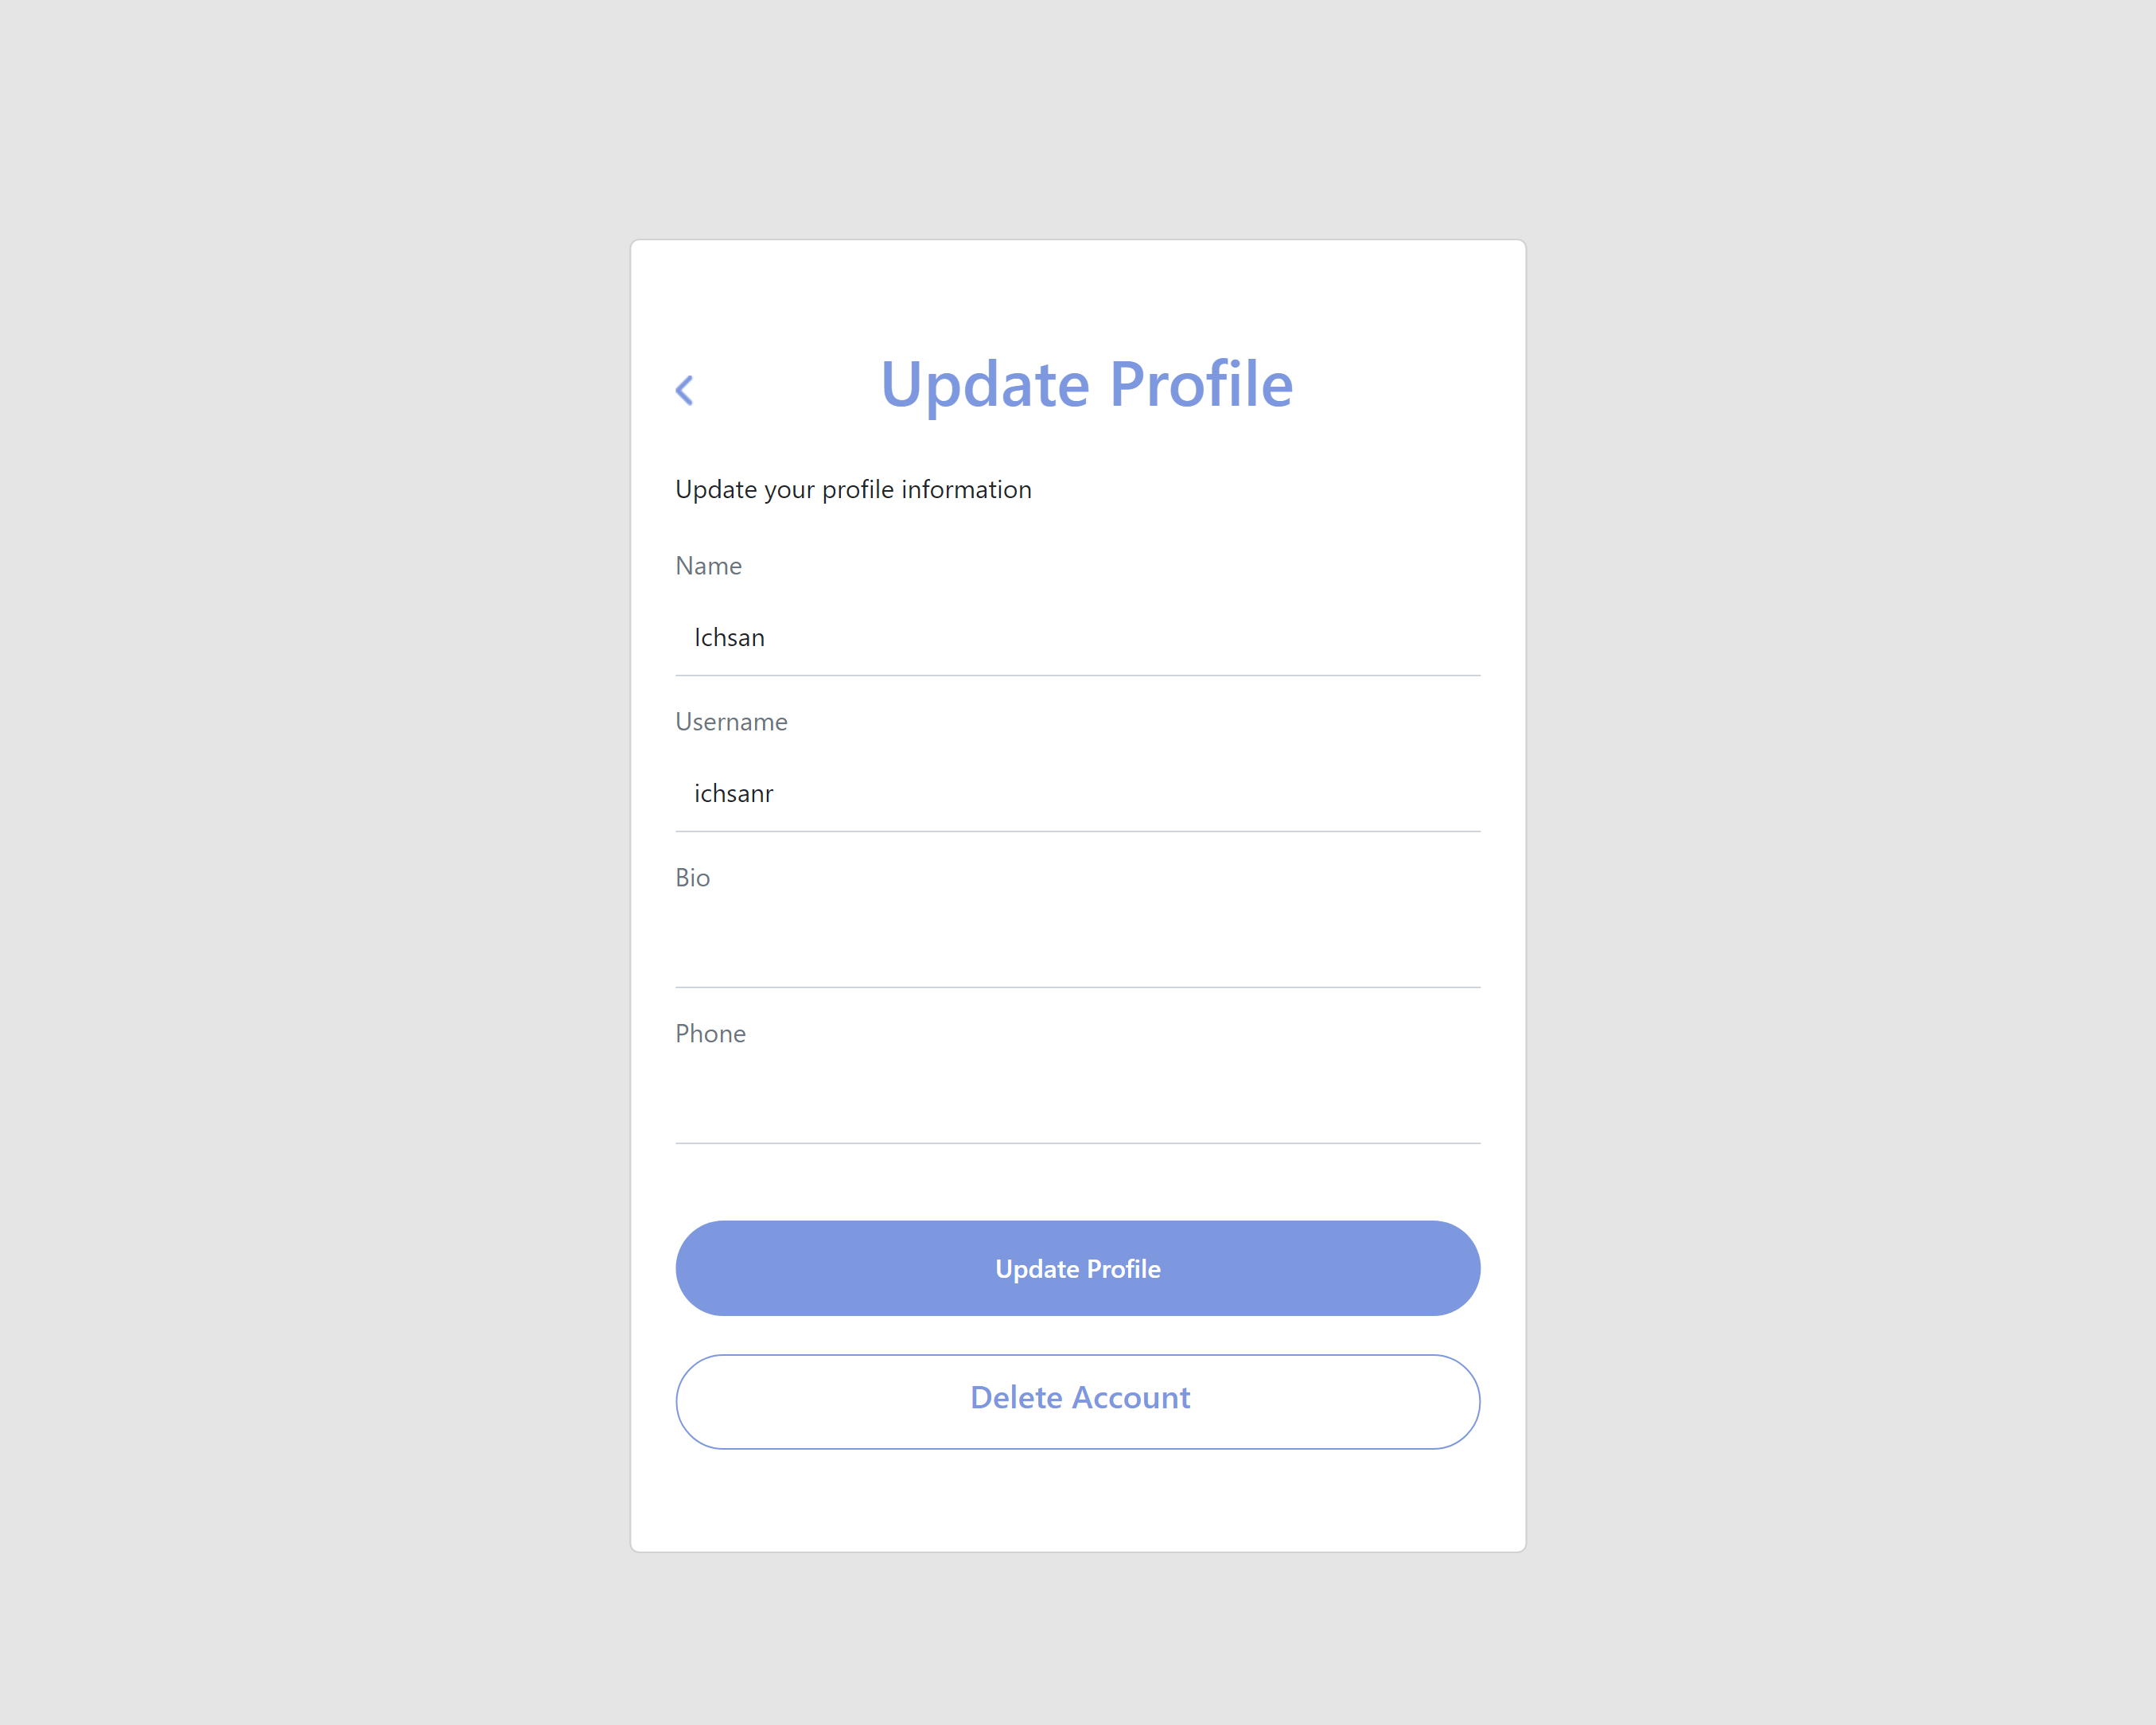 Update Profile
Update your profile information
Name
Ichsan
Username
ichsanr
Bio
Phone
Update Profile
Delete Account